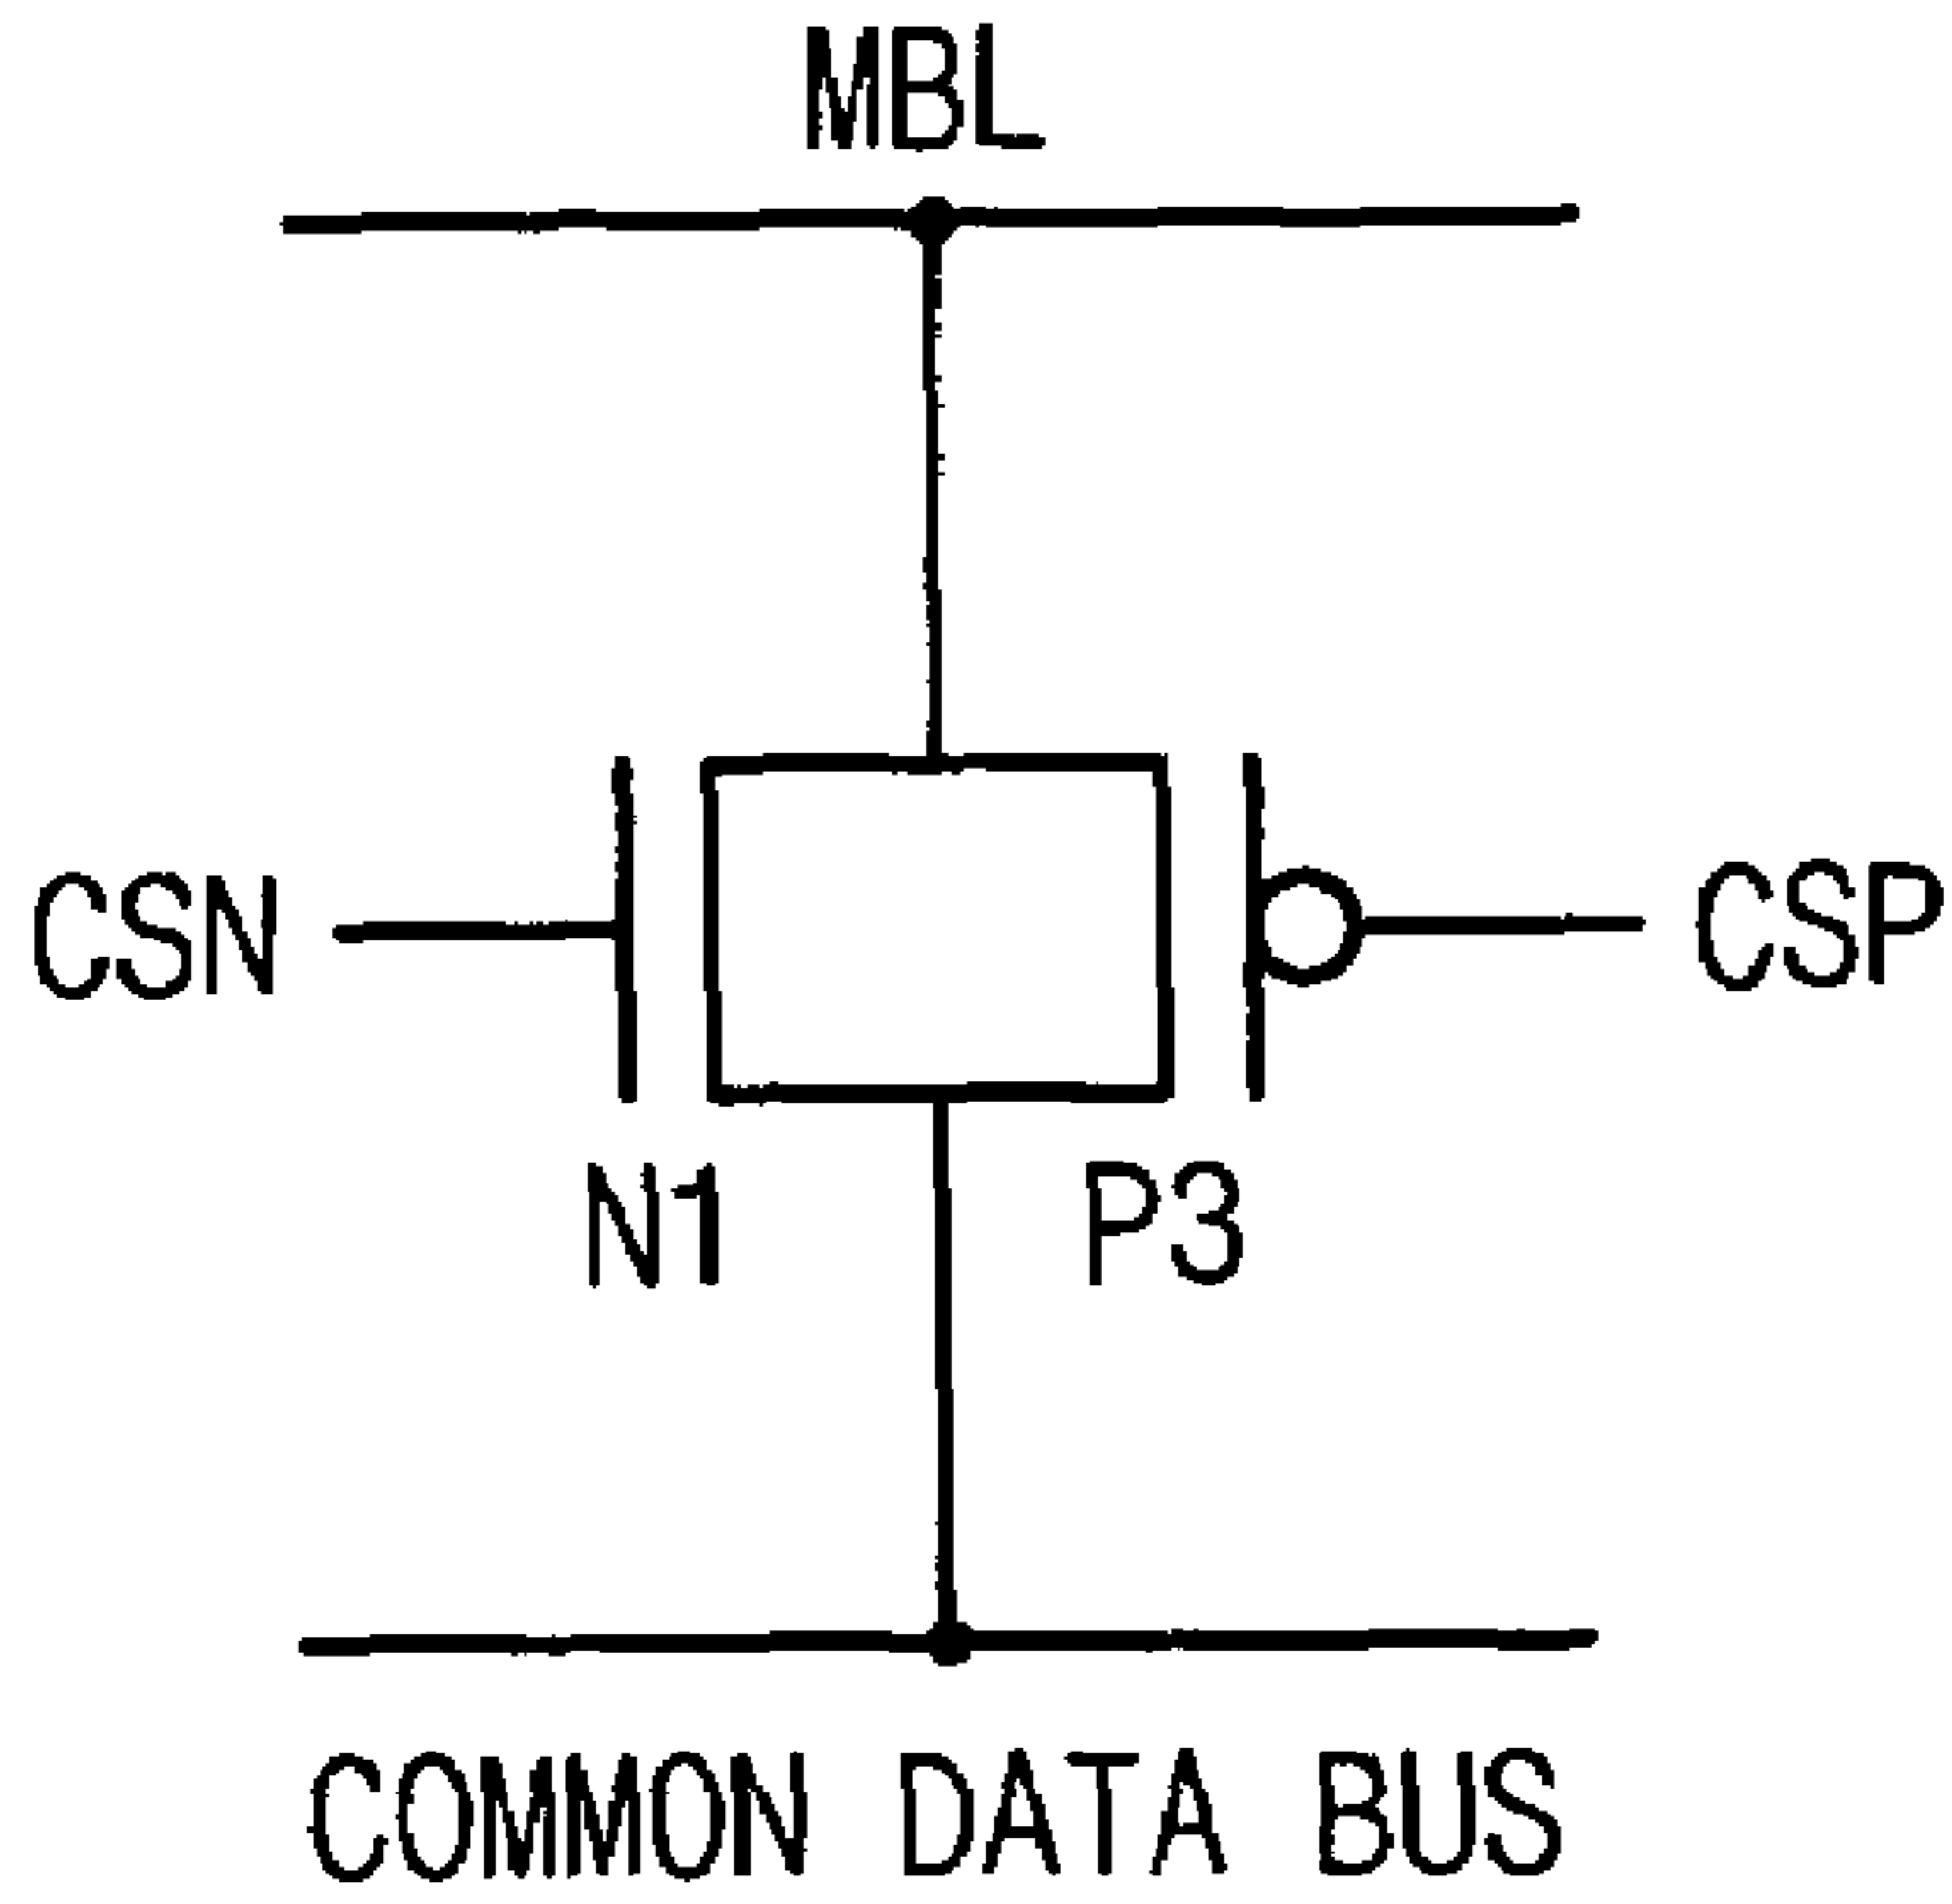 MBL
CSN
CSP
N1
P3
COMMON DATA BUS